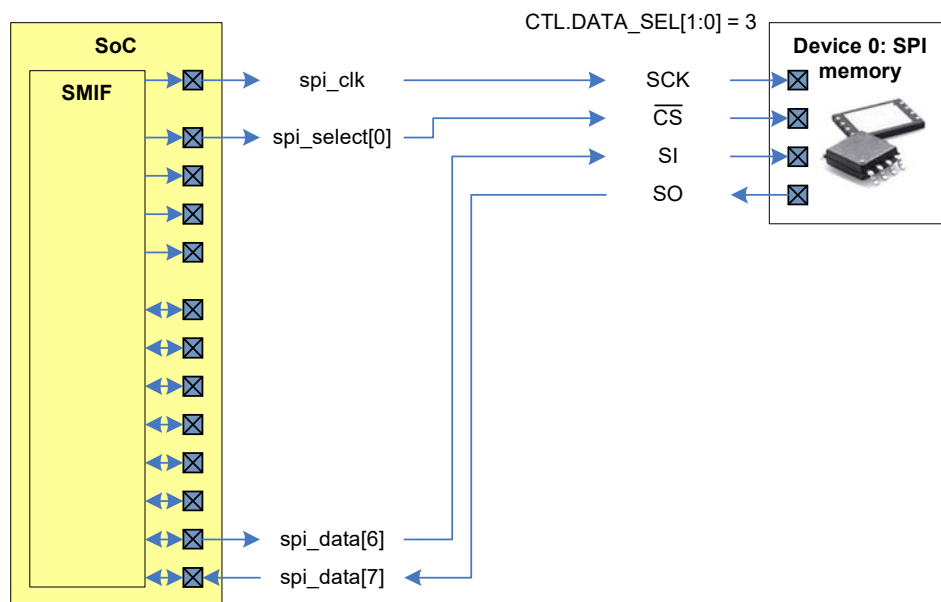 CTL.DATA_SEL[1:0] = 3
SoC
SMIF
spi_clk
spi_select[0]
spi_data[6]
spi_data[7]
SCK
CS
SI
SO
Device 0: SPI
memory